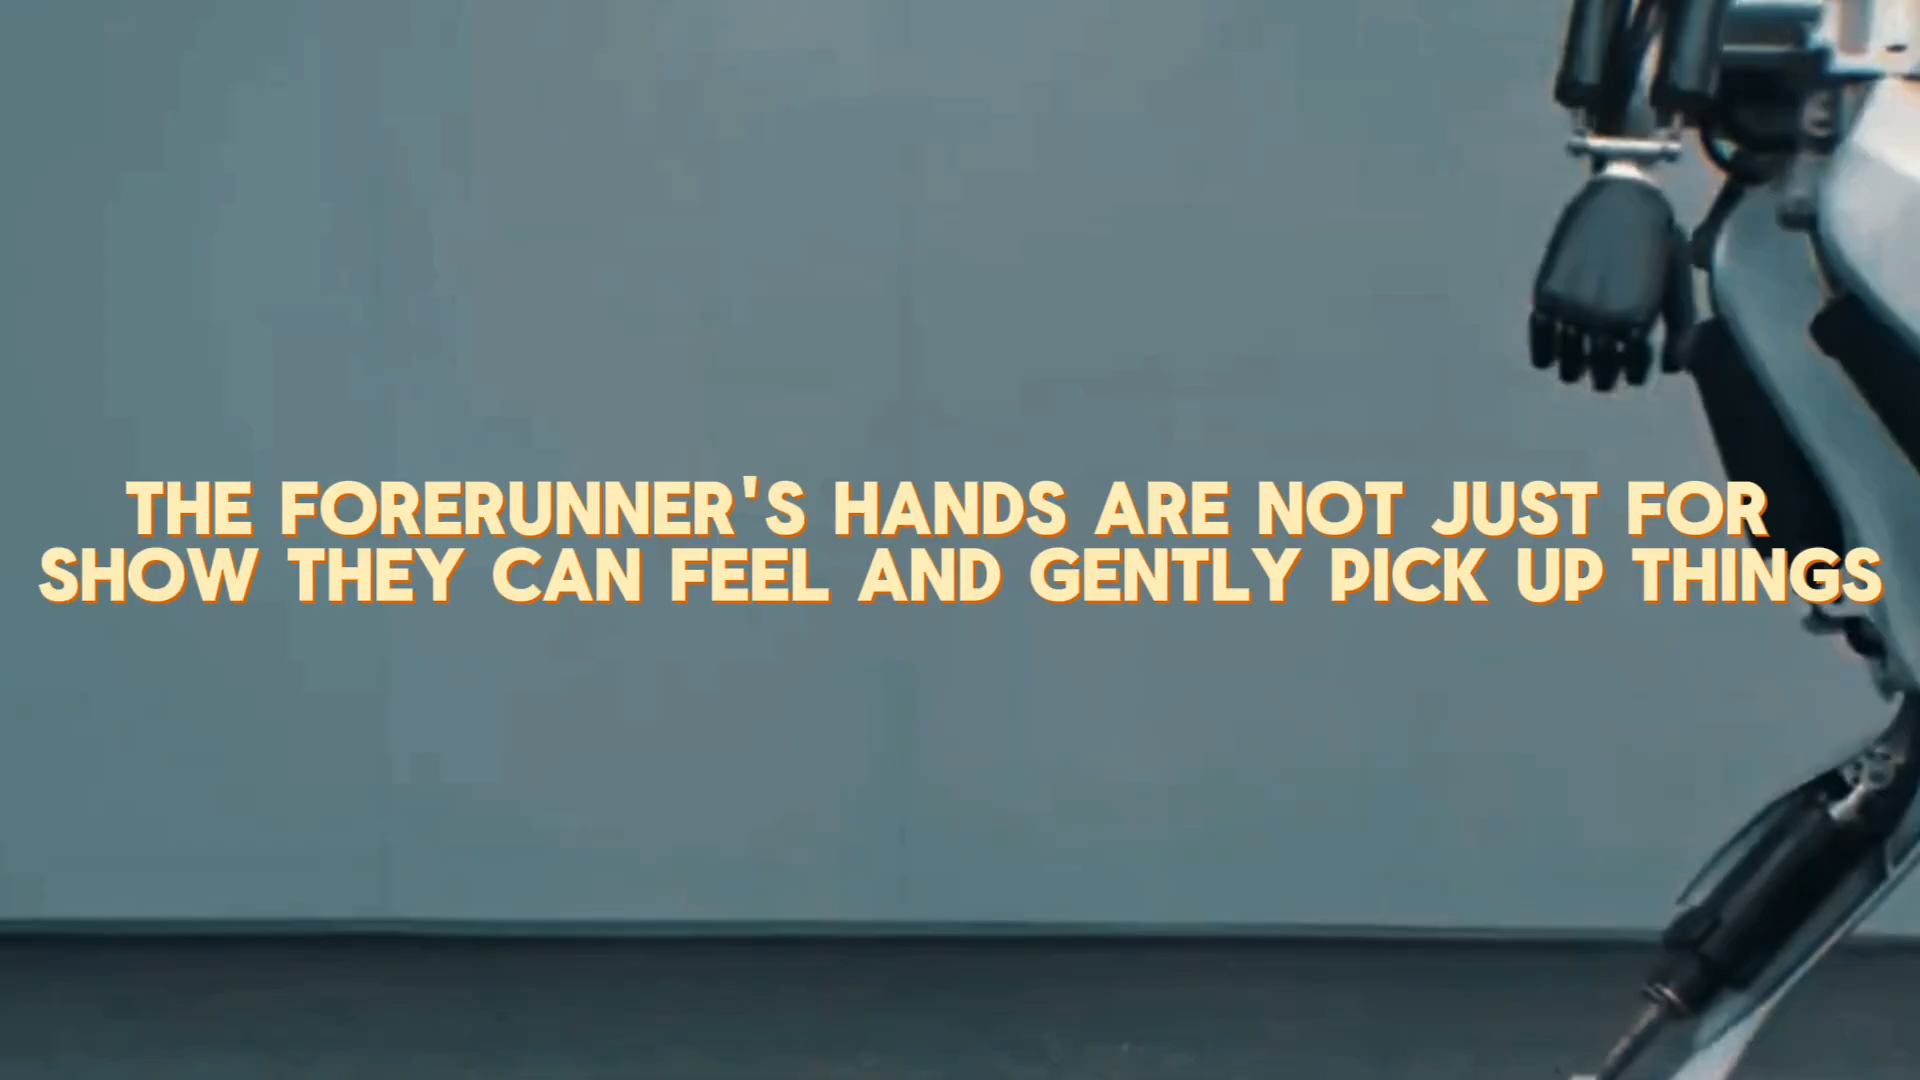 THE FORERUNNER'S HANDS ARE NOT JUST FOR
SHOW THEY CAN FEEL AND GENTLY PICK UP THINGS